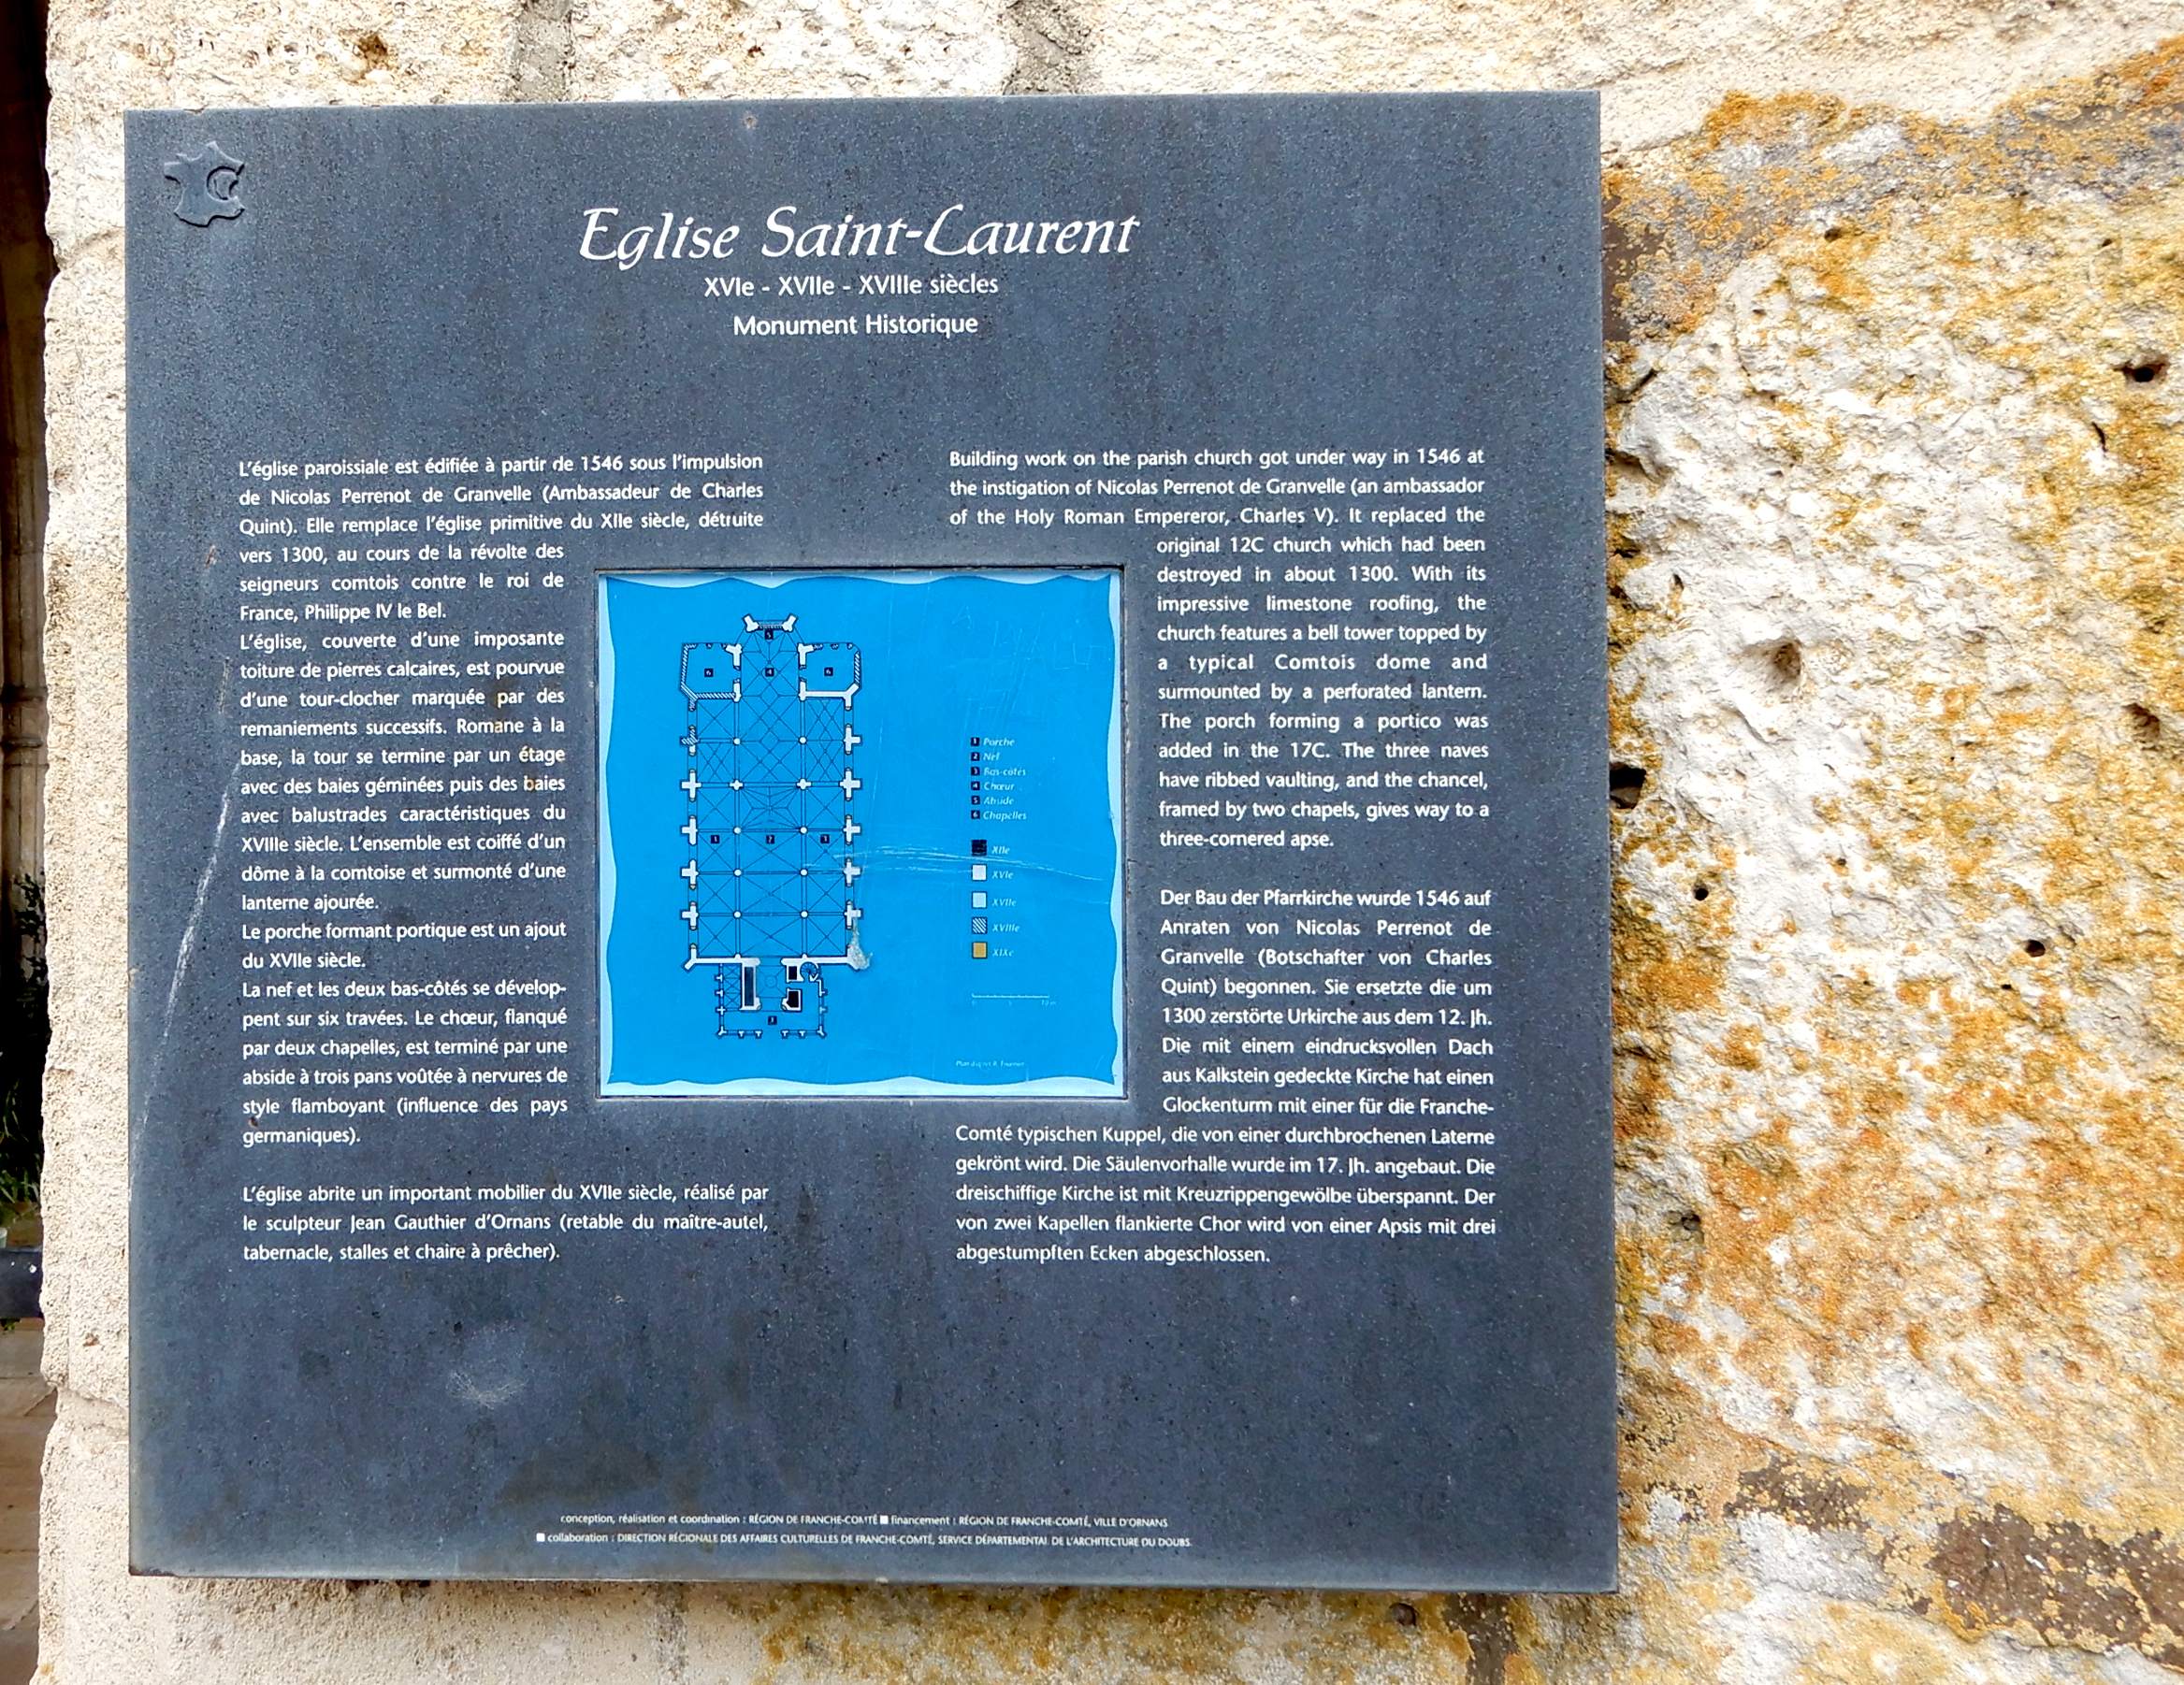 Eglise Saint-Laurent
XVIe - XVIIe - XVIIIe siècles
Monument Historique
L'église paroissiale est édifiée à partir de 1546 sous l'impulsion
de Nicolas Perrenot de Granvelle (Ambassadeur de Charles
Quint). Elle remplace l'église primitive du XIIe siècle, détruite
vers 1300, au cours de la révolte des
seigneurs comtois contre le roi de
France, Philippe IV le Bel.
L'église, couverte d'une imposante
toiture de pierres calcaires, est pourvue
d'une tour-clocher marquée par des
remaniements successifs. Romane à la
base, la tour se termine par un étage
avec des baies géminées puis des baies
avec balustrades caractéristiques du
XVIIIe siècle. L'ensemble est coiffé d'un
dôme à la comtoise et surmonté d'une
lanterne ajourée.
Le porche formant portique est un ajout
du XVIIe siècle.
La nef et les deux bas-côtés se dévelop-
pent sur six travées. Le chœur, flanqué
par deux chapelles, est terminé par une
abside à trois pans voûtée à nervures de
style flamboyant (influence des pays
germaniques).
L'église abrite un important mobilier du XVIIe siècle, réalisé par
le sculpteur Jean Gauthier d'Ornans (retable du maître-autel,
tabernacle, stalles et chaire à prêcher).
Building work on the parish church got under way in 1546 at
the instigation of Nicolas Perrenot de Granvelle (an ambassador
of the Holy Roman Empereror, Charles V). It replaced the
original 12C church which had been
destroyed in about 1300. With its
impressive limestone roofing, the
church features a bell tower topped by
a typical Comtois dome and
surmounted by a perforated lantern.
The porch forming a portico was
added in the 17C. The three naves
have ribbed vaulting, and the chancel,
framed by two chapels, gives way to a
three-cornered apse.
Der Bau der Pfarrkirche wurde 1546 auf
Anraten von Nicolas Perrenot de
Granvelle (Botschafter von Charles
Quint) begonnen. Sie ersetzte die um
1300 zerstörte Urkirche aus dem 12. Jh.
Die mit einem eindrucksvollen Dach
aus Kalkstein gedeckte Kirche hat einen
Glockenturm mit einer für die Franche-
Comté typischen Kuppel, die von einer durchbrochenen Laterne
gekrönt wird. Die Säulenvorhalle wurde im 17. Jh. angebaut. Die
dreischiffige Kirche ist mit Kreuzrippengewölbe überspannt. Der
von zwei Kapellen flankierte Chor wird von einer Apsis mit drei
abgestumpften Ecken abgeschlossen.
5
6 4 6
3 2 3
1
1 Porche
2 Nef
3 Bas-côtés
4 Chœur
5 Abside
6 Chapelles
XIIe
XVIe
XVIIe
XVIIIe
XIXe
conception, réalisation et coordination : RÉGION DE FRANCHE-COMTÉ ■ financement : RÉGION DE FRANCHE-COMTÉ, VILLE D'ORNANS
■ collaboration : DIRECTION RÉGIONALE DES AFFAIRES CULTURELLES DE FRANCHE-COMTÉ, SERVICE DÉPARTEMENTAL DE L'ARCHITECTURE DU DOUBS.